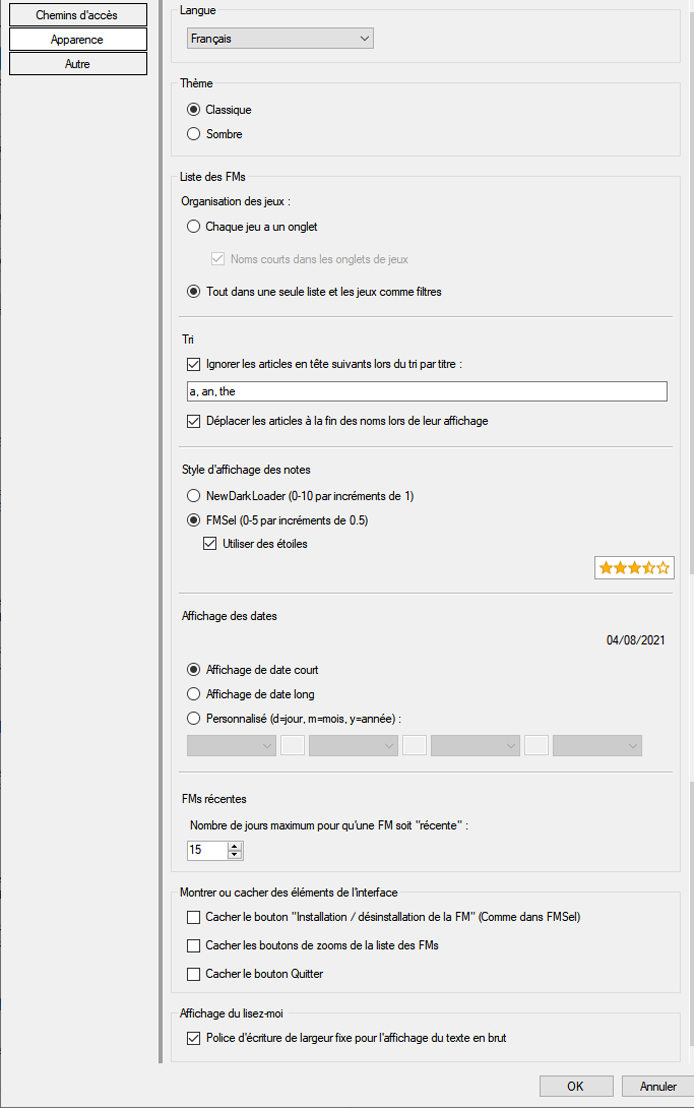 Chemins d'accès
Apparence
Autre
Langue
Français
Thème
Classique
Sombre
Liste des FMs
Organisation des jeux :
Chaque jeu a un onglet
Noms courts dans les onglets de jeux
Tout dans une seule liste et les jeux comme filtres
Tri
Ignorer les articles en tête suivants lors du tri par titre :
a, an, the
Déplacer les articles à la fin des noms lors de leur affichage
Style d'affichage des notes
NewDarkLoader (0-10 par incréments de 1)
FMSel (0-5 par incréments de 0.5)
Utiliser des étoiles
Affichage des dates
04/08/2021
Affichage de date court
Affichage de date long
Personnalisé (d=jour, m=mois, y=année) :
FMs récentes
Nombre de jours maximum pour qu'une FM soit "récente" :
15
Montrer ou cacher des éléments de l'interface
Cacher le bouton "Installation / désinstallation de la FM" (Comme dans FMSel)
Cacher les boutons de zooms de la liste des FMs
Cacher le bouton Quitter
Affichage du lisez-moi
Police d'écriture de largeur fixe pour l'affichage du texte en brut
OK
Annuler